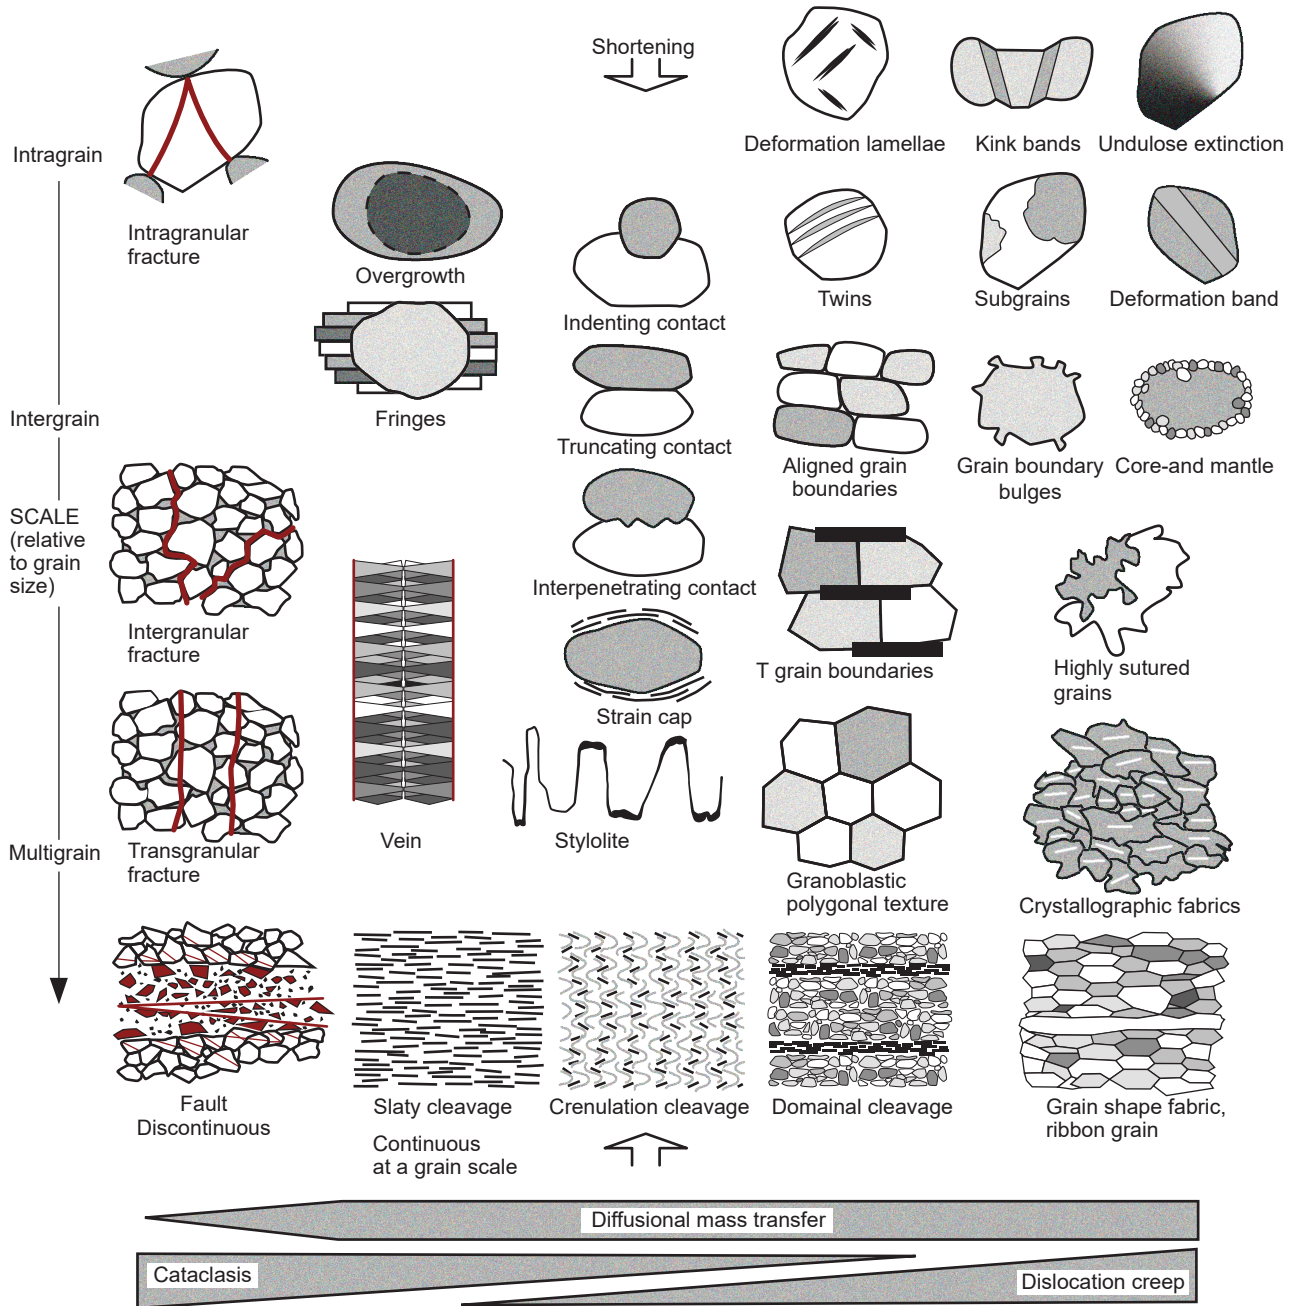 Shortening
Deformation lamellae
Kink bands
Undulose extinction
Intragrain
Intragranular
fracture
Overgrowth
Indenting contact
Twins
Subgrains
Deformation band
Fringes
Intergrain
Truncating contact
Aligned grain
boundaries
Grain boundary
bulges
Core-and mantle
SCALE
(relative
to grain
size)
Interpenetrating contact
Intergranular
fracture
T grain boundaries
Highly sutured
grains
Strain cap
Vein
Stylolite
Multigrain
Transgranular
fracture
Granoblastic
polygonal texture
Crystallographic fabrics
Fault
Discontinuous
Slaty cleavage
Crenulation cleavage
Domainal cleavage
Grain shape fabric,
ribbon grain
Continuous
at a grain scale
Diffusional mass transfer
Cataclasis
Dislocation creep